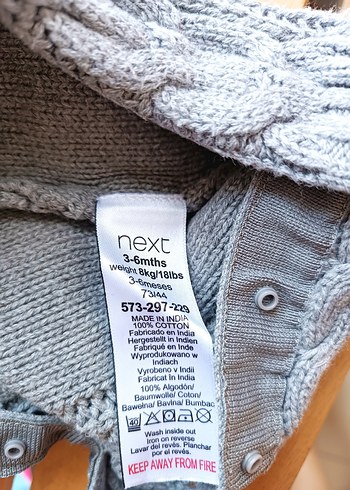 next
3-6mths
Weight 8kg/18lbs
3-6meses
73/44
573-297-229
MADE IN INDIA
100% COTTON
Fabricado en India
Hergestellt in Indien
Fabriqué en Inde
Wyprodukowano w
Indiach
Vyrobeno v Indii
Fabricat în India
100% Algodón/
Baumwolle/ Coton/
Bawełna/ Bavlna/ Bumbac
40
Wash inside out
Iron on reverse
Lavar del revés. Planchar
por el revés.
KEEP AWAY FROM FIRE